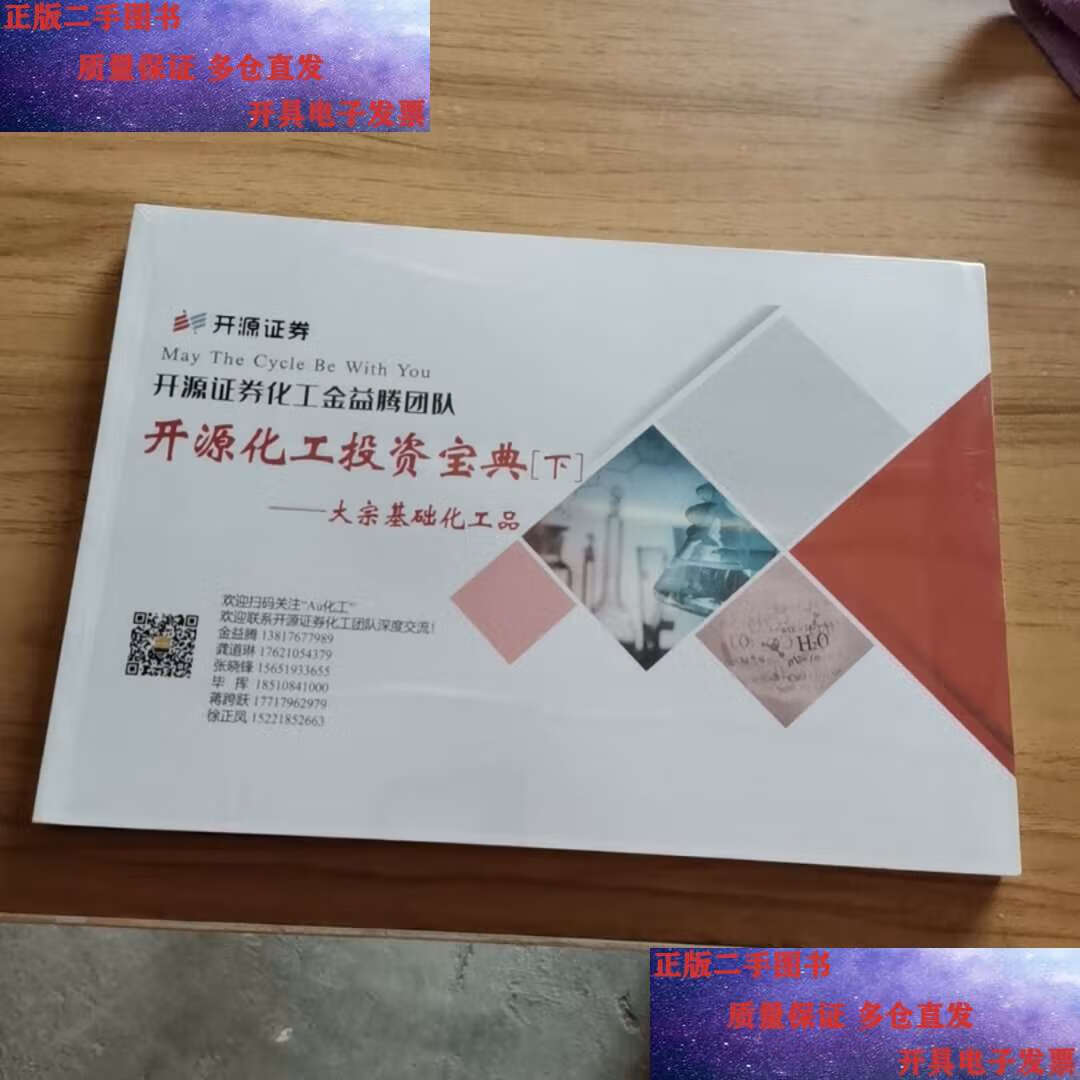 正版二手图书
质量保证 多仓直发
开具电子发票
开源证券
May The Cycle Be With You
开源证券化工金益腾团队
开源化工投资宝典[下]
——大宗基础化工品
欢迎扫码关注"Au化工"
欢迎联系开源证券化工团队深度交流!
金益腾 13817677989
龚道琳 17621054379
张晓锋 15651933655
毕 挥 18510841000
蒋跨跃 17717962979
徐正凤 15221852663
正版二手图书
质量保证 多仓直发
开具电子发票